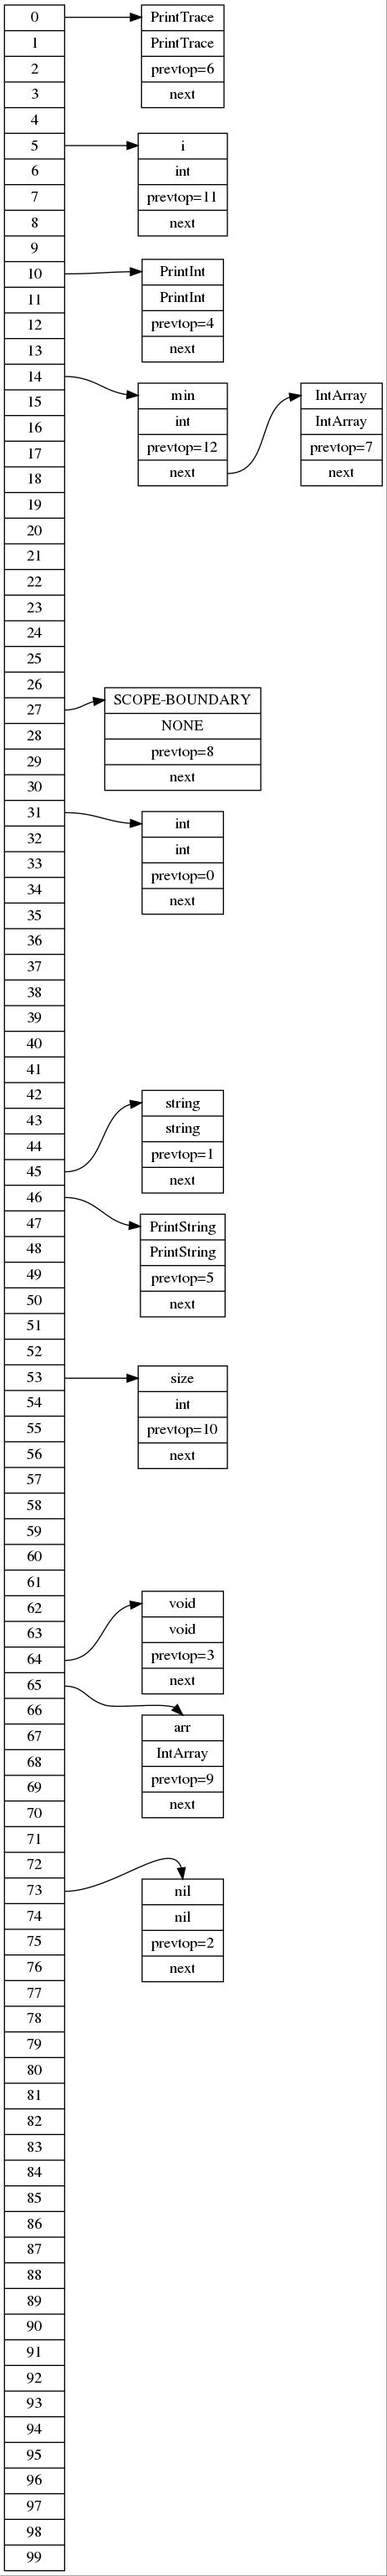 0
1
2
3
4
5
6
7
8
9
10
11
12
13
14
15
16
17
18
19
20
21
22
23
24
25
26
27
28
29
30
31
32
33
34
35
36
37
38
39
40
41
42
43
44
45
46
47
48
49
50
51
52
53
54
55
56
57
58
59
60
61
62
63
64
65
66
67
68
69
70
71
72
73
74
75
76
77
78
79
80
81
82
83
84
85
86
87
88
89
90
91
92
93
94
95
96
97
98
99
PrintTrace
PrintTrace
prevtop=6
next
i
int
prevtop=11
next
PrintInt
PrintInt
prevtop=4
next
min
int
prevtop=12
next
IntArray
IntArray
prevtop=7
next
SCOPE-BOUNDARY
NONE
prevtop=8
next
int
int
prevtop=0
next
string
string
prevtop=1
next
PrintString
PrintString
prevtop=5
next
size
int
prevtop=10
next
void
void
prevtop=3
next
arr
IntArray
prevtop=9
next
nil
nil
prevtop=2
next